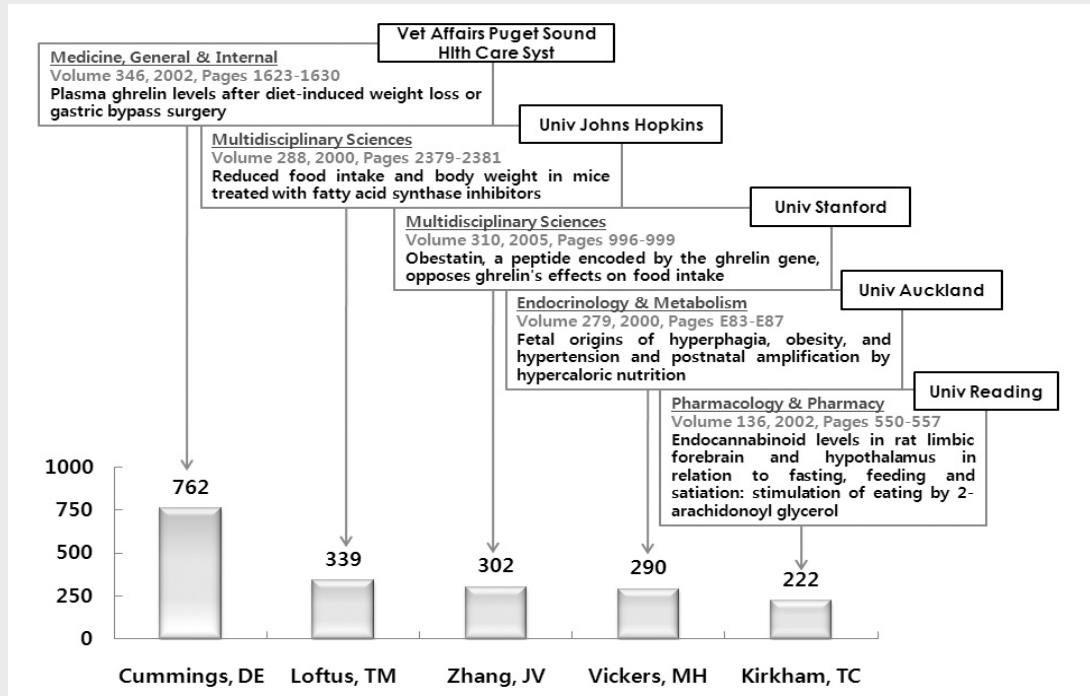 Vet Affairs Puget Sound
Hlth Care Syst
Medicine, General & Internal
Volume 346, 2002, Pages 1623-1630
Plasma ghrelin levels after diet-induced weight loss or
gastric bypass surgery
Univ Johns Hopkins
Multidisciplinary Sciences
Volume 288, 2000, Pages 2379-2381
Reduced food intake and body weight in mice
treated with fatty acid synthase inhibitors
Univ Stanford
Multidisciplinary Sciences
Volume 310, 2005, Pages 996-999
Obestatin, a peptide encoded by the ghrelin gene,
opposes ghrelin's effects on food intake
Univ Auckland
Endocrinology & Metabolism
Volume 279, 2000, Pages E83-E87
Fetal origins of hyperphagia, obesity, and
hypertension and postnatal amplification by
hypercaloric nutrition
Univ Reading
Pharmacology & Pharmacy
Volume 136, 2002, Pages 550-557
Endocannabinoid levels in rat limbic
forebrain and hypothalamus in
relation to fasting, feeding and
satiation: stimulation of eating by 2-
arachidonoyl glycerol
1000
750
500
250
0
762
339
302
290
222
Cummings, DE
Loftus, TM
Zhang, JV
Vickers, MH
Kirkham, TC